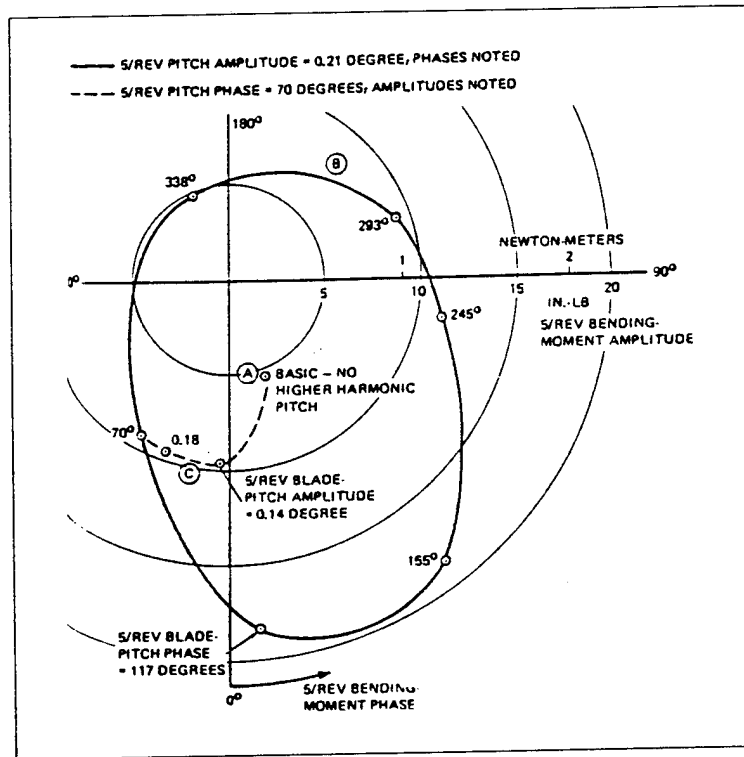 5/REV PITCH AMPLITUDE = 0.21 DEGREE, PHASES NOTED
5/REV PITCH PHASE = 70 DEGREES, AMPLITUDES NOTED
180°
B
338°
293°
NEWTON-METERS
1
2
0°
90°
5
10
15
20
IN.-LB
245°
5/REV BENDING-
MOMENT AMPLITUDE
A
BASIC – NO
HIGHER HARMONIC
PITCH
70°
0.18
C
5/REV BLADE-
PITCH AMPLITUDE
= 0.14 DEGREE
155°
5/REV BLADE-
PITCH PHASE
= 117 DEGREES
5/REV BENDING-
MOMENT PHASE
0°